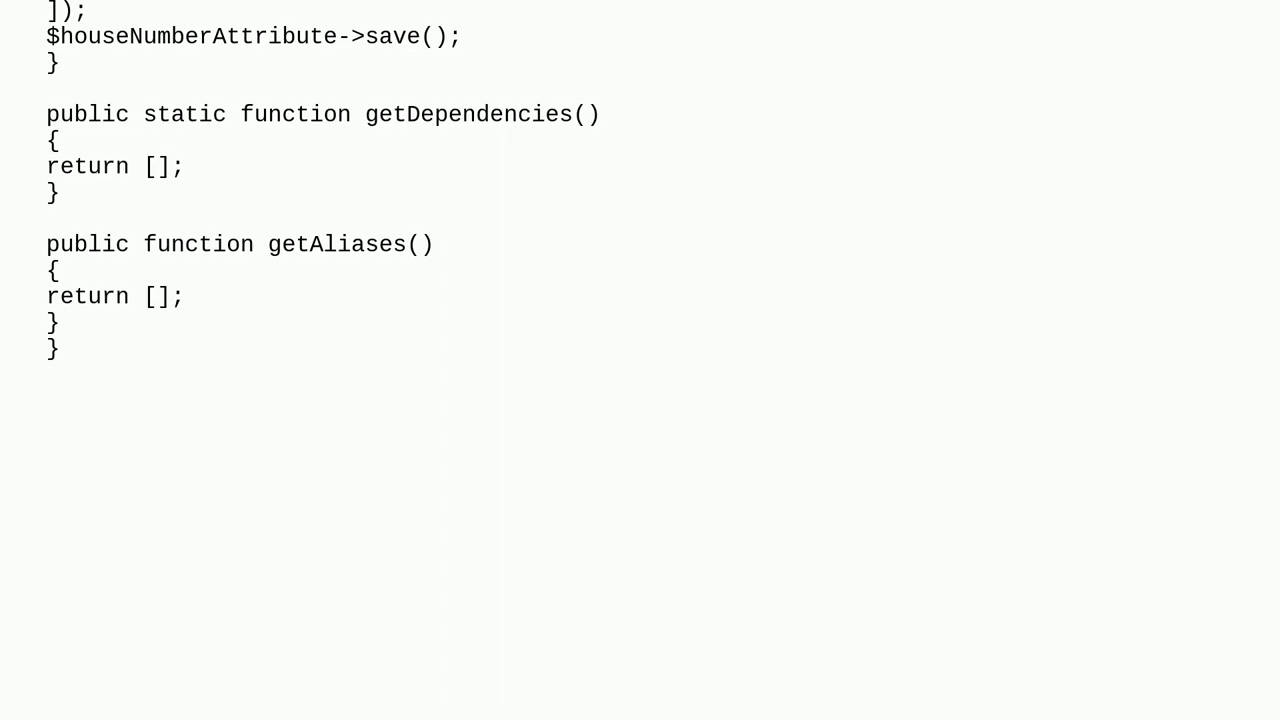 ]);
$houseNumberAttribute->save();
}

public static function getDependencies()
{
return [];
}

public function getAliases()
{
return [];
}
}